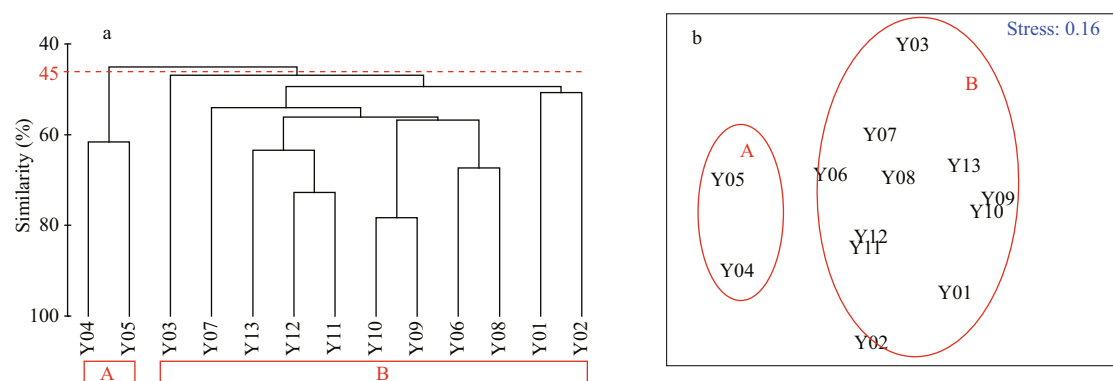 a
Similarity (%)
40
45
60
80
100
Y04
Y05
Y03
Y07
Y13
Y12
Y11
Y10
Y09
Y06
Y08
Y01
Y02
A
B
b
Stress: 0.16
Y03
B
Y07
A
Y13
Y06
Y05
Y08
Y09
Y10
Y12
Y11
Y04
Y01
Y02